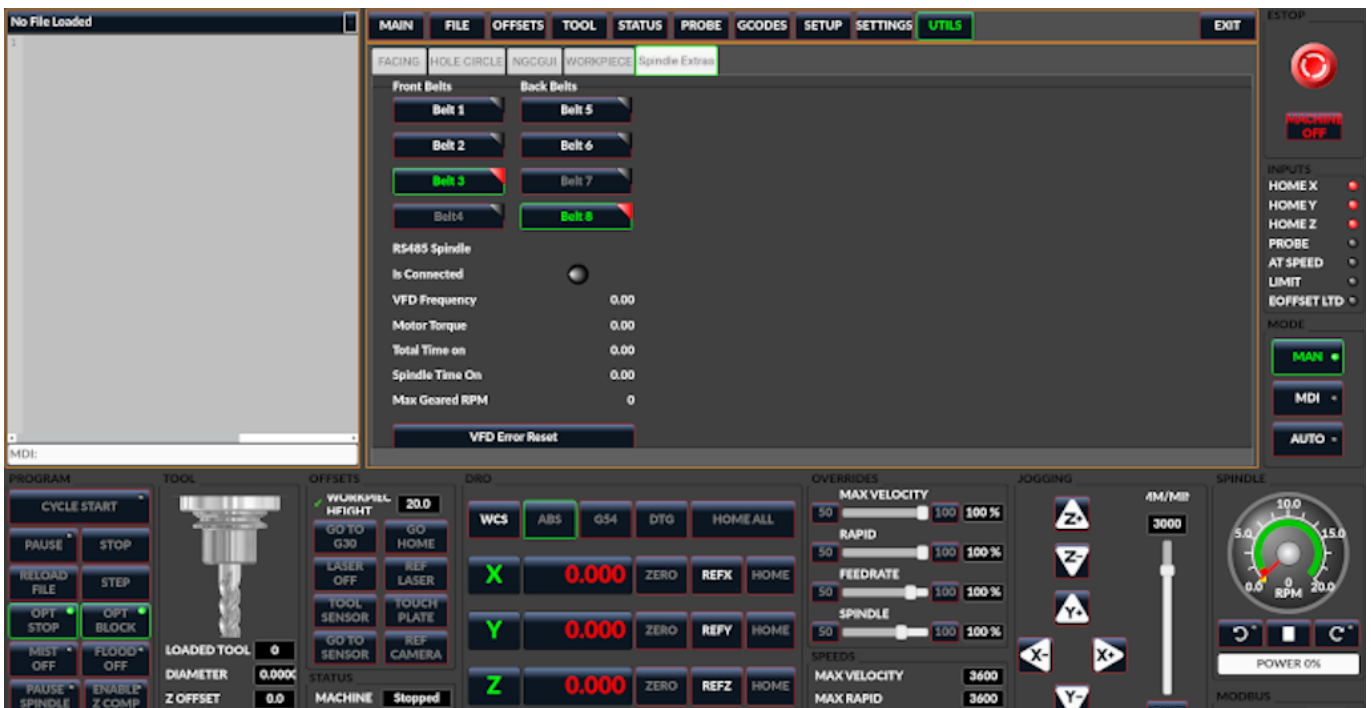 No File Loaded
1
MDI:
MAIN FILE OFFSETS TOOL STATUS PROBE GCODES SETUP SETTINGS UTILS EXIT
FACING HOLE CIRCLE NGCGUI WORKPIECE Spindle Extras
Front Belts Back Belts
Belt 1 Belt 5
Belt 2 Belt 6
Belt 3 Belt 7
Belt4 Belt 8
RS485 Spindle
Is Connected
VFD Frequency 0.00
Motor Torque 0.00
Total Time on 0.00
Spindle Time On 0.00
Max Geared RPM 0
VFD Error Reset
ESTOP
MACHINE
OFF
INPUTS
HOME X
HOME Y
HOME Z
PROBE
AT SPEED
LIMIT
EOFFSET LTD
MODE
MAN
MDI
AUTO
PROGRAM
CYCLE START
PAUSE STOP
RELOAD
FILE
STEP
OPT
STOP
OPT
BLOCK
MIST
OFF
FLOOD
OFF
PAUSE
SPINDLE
ENABLE
Z COMP
TOOL
LOADED TOOL 0
DIAMETER 0.0000
Z OFFSET 0.0
OFFSETS
WORKPIEC
HEIGHT
20.0
GO TO
G30
GO
HOME
LASER
OFF
REF
LASER
TOOL
SENSOR
TOUCH
PLATE
GO TO
SENSOR
REF
CAMERA
STATUS
MACHINE Stopped
DRO
WCS ABS G54 DTG HOME ALL
X 0.000 ZERO REFX HOME
Y 0.000 ZERO REFY HOME
Z 0.000 ZERO REFZ HOME
OVERRIDES
MAX VELOCITY
50 100 100 %
RAPID
50 100 100 %
FEEDRATE
50 100 100 %
SPINDLE
50 100 100 %
SPEEDS
MAX VELOCITY 3600
MAX RAPID 3600
JOGGING
Z+
Z-
Y+
X- X+
Y-
3000
SPINDLE
0.0 5.0 10.0 15.0 20.0
0
RPM
POWER 0%
MODBUS